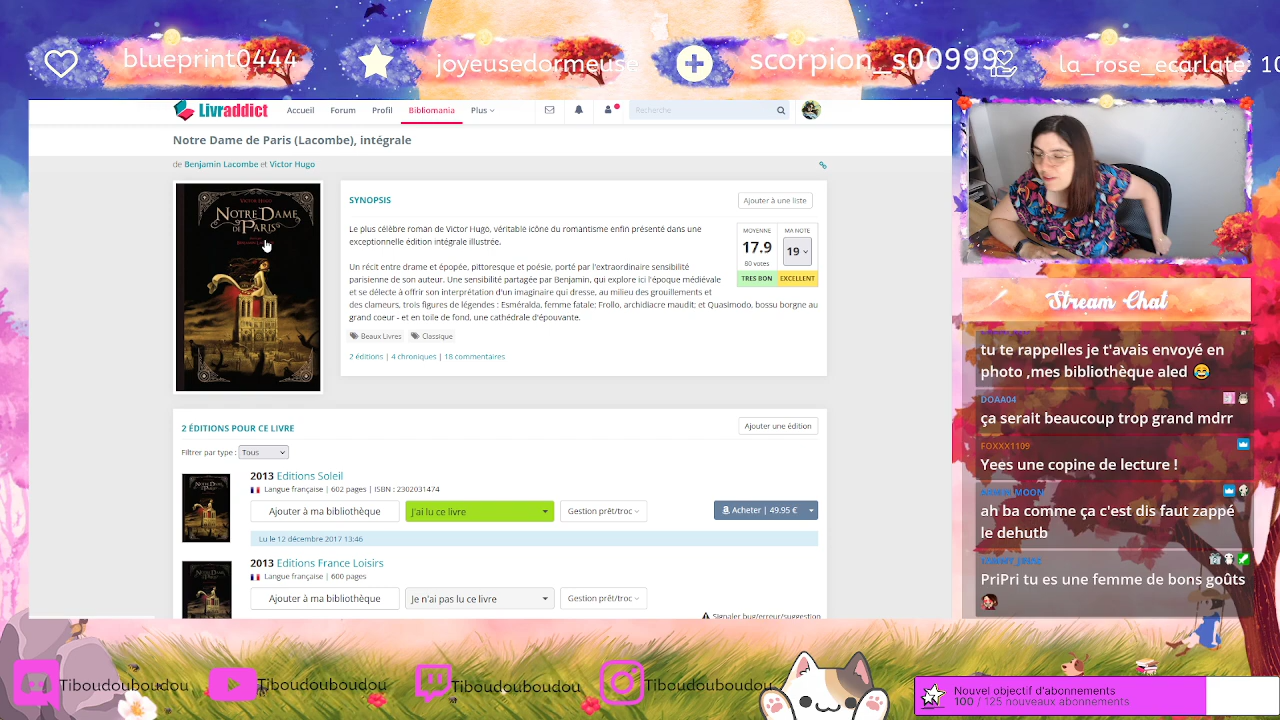 blueprint0444
joyeusedormeuse
scorpion_s00999
la_rose_ecarlate: 10
Livraddict
Accueil
Forum
Profil
Bibliomania
Plus
Recherche
Notre Dame de Paris (Lacombe), intégrale
de Benjamin Lacombe et Victor Hugo
VICTOR HUGO
NOTRE DAME
DE PARIS
SYNOPSIS
Ajouter à une liste
Le plus célèbre roman de Victor Hugo, véritable icône du romantisme enfin présenté dans une
exceptionnelle édition intégrale illustrée.
Un récit entre drame et épopée, pittoresque et poésie, porté par l'extraordinaire sensibilité
parisienne de son auteur. Une sensibilité partagée par Benjamin, qui explore ici l'époque médiévale
et se délecte à offrir son interprétation d'un imaginaire qui dresse, au milieu des grouillements et
des clameurs, trois figures de légendes : Esméralda, femme fatale; Frollo, archidiacre maudit; et Quasimodo, bossu borgne au
grand coeur - et en toile de fond, une cathédrale d'épouvante.
MOYENNE
17.9
80 votes
TRES BON
MA NOTE
19
EXCELLENT
Beaux Livres
Classique
2 éditions | 4 chroniques | 18 commentaires
2 ÉDITIONS POUR CE LIVRE
Ajouter une édition
Filtrer par type :
Tous
2013 Editions Soleil
Langue française | 602 pages | ISBN : 2302031474
Ajouter à ma bibliothèque
J'ai lu ce livre
Gestion prêt/troc
Acheter | 49.95 €
Lu le 12 décembre 2017 13:46
2013 Editions France Loisirs
Langue française | 600 pages
Ajouter à ma bibliothèque
Je n'ai pas lu ce livre
Gestion prêt/troc
Signaler bug/erreur/suggestion
Stream Chat
tu te rappelles je t'avais envoyé en
photo ,mes bibliothèque aled 😂
DOAA04
ça serait beaucoup trop grand mdrr
FOXXX1109
Yees une copine de lecture !
ah ba comme ça c'est dis faut zappé
le dehutb
PriPri tu es une femme de bons goûts
Tiboudouboudou
Tiboudouboudou
Tiboudouboudou
Tiboudouboudou
Nouvel objectif d'abonnements
100 / 125 nouveaux abonnements